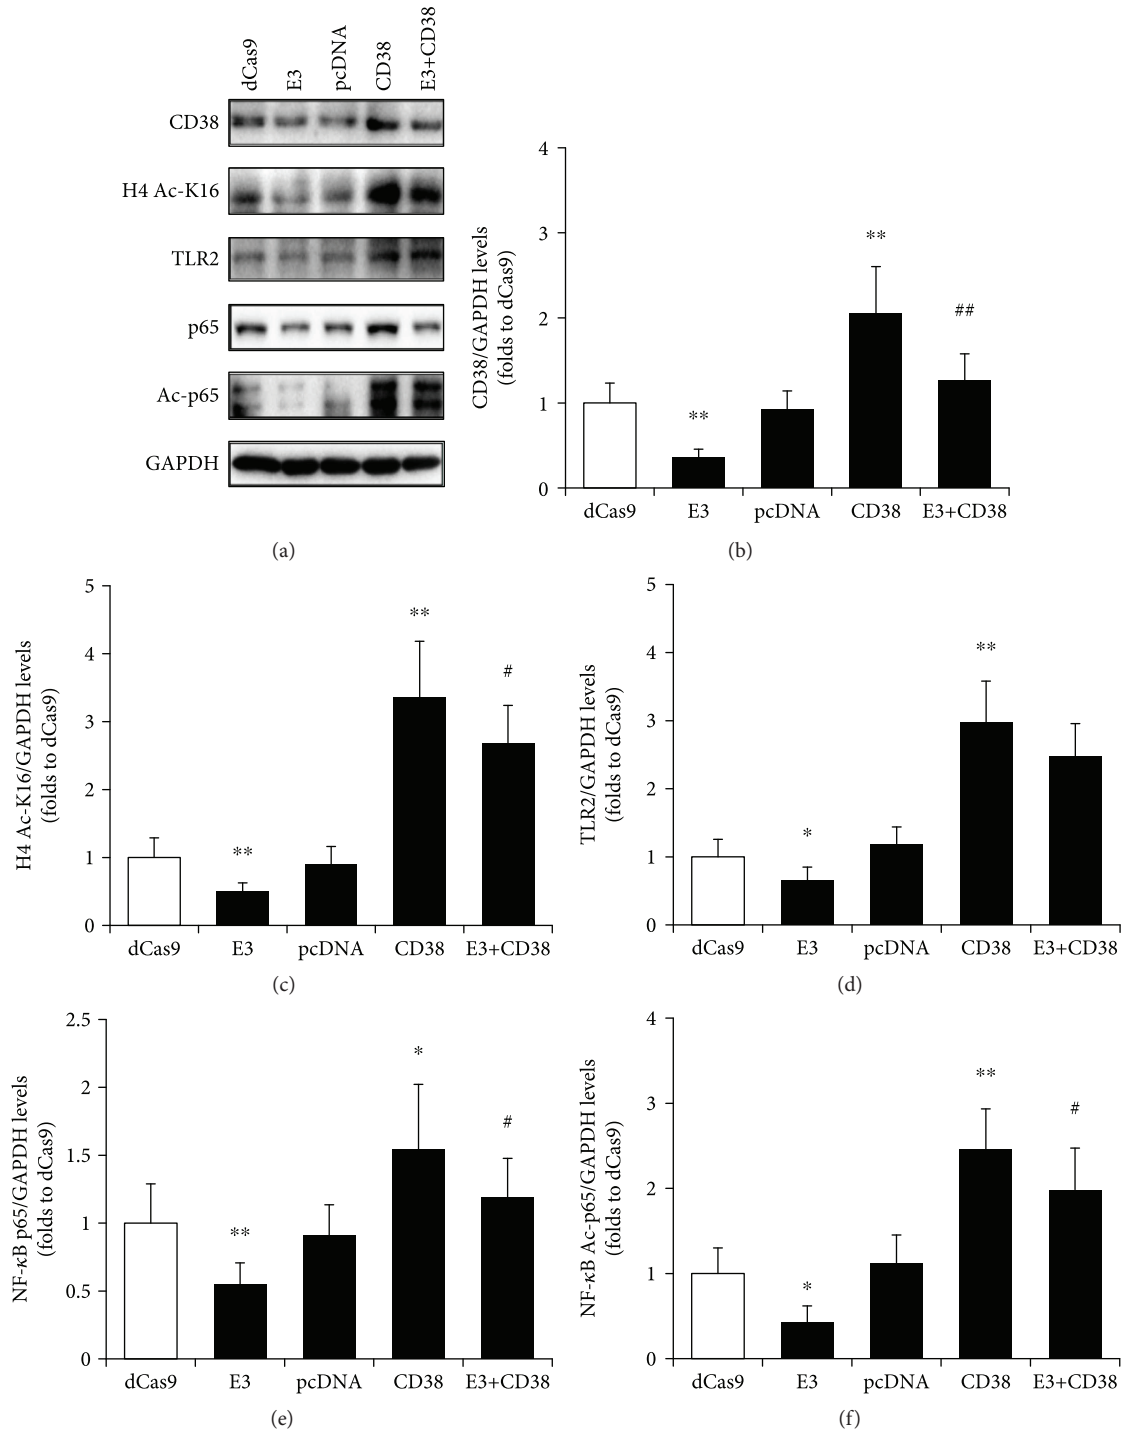 dCas9
E3
pcDNA
CD38
E3+CD38
CD38
H4 Ac-K16
TLR2
p65
Ac-p65
GAPDH
(a)
CD38/GAPDH levels
(folds to dCas9)
4
3
2
1
0
**
**
##
dCas9 E3 pcDNA CD38 E3+CD38
(b)
H4 Ac-K16/GAPDH levels
(folds to dCas9)
5
4
3
2
1
0
**
**
#
dCas9 E3 pcDNA CD38 E3+CD38
(c)
TLR2/GAPDH levels
(folds to dCas9)
5
4
3
2
1
0
*
**
dCas9 E3 pcDNA CD38 E3+CD38
(d)
NF-κB p65/GAPDH levels
(folds to dCas9)
2.5
2
1.5
1
0.5
0
**
*
#
dCas9 E3 pcDNA CD38 E3+CD38
(e)
NF-κB Ac-p65/GAPDH levels
(folds to dCas9)
4
3
2
1
0
*
**
#
dCas9 E3 pcDNA CD38 E3+CD38
(f)